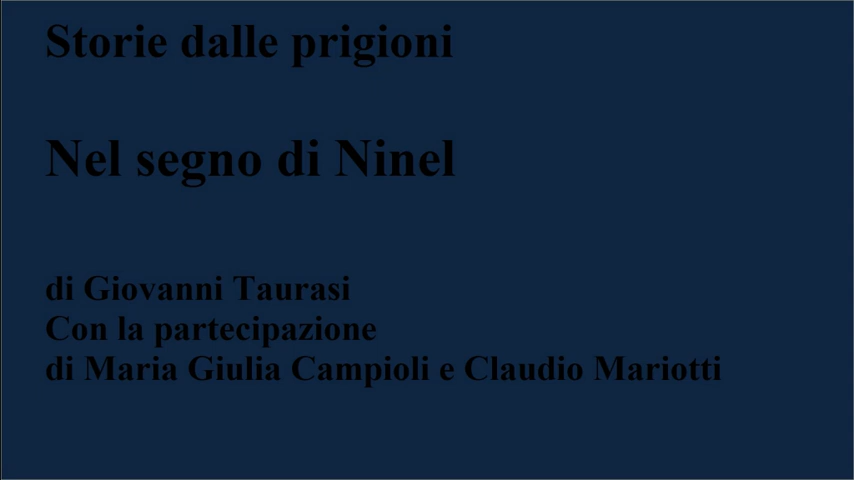 Storie dalle prigioni
Nel segno di Ninel
di Giovanni Taurasi
Con la partecipazione
di Maria Giulia Campioli e Claudio Mariotti